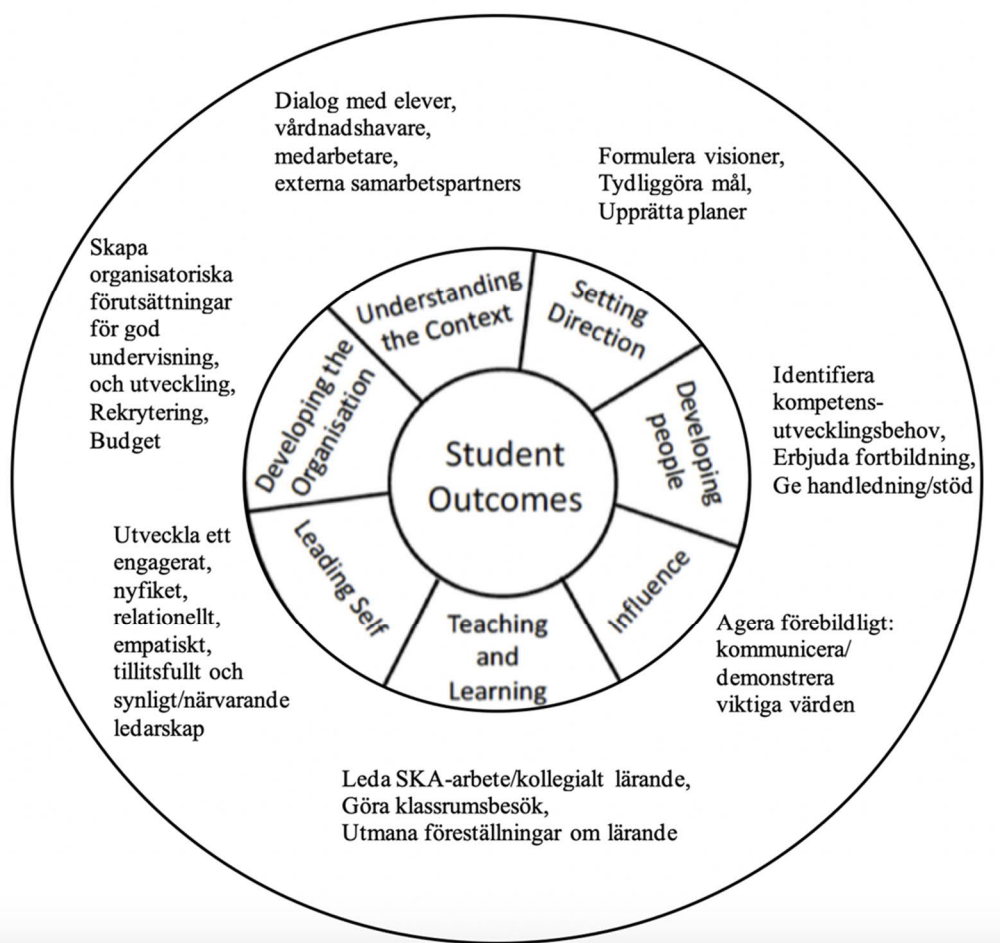 Dialog med elever,
vårdnadshavare,
medarbetare,
externa samarbetspartners
Formulera visioner,
Tydliggöra mål,
Upprätta planer
Skapa
organisatoriska
förutsättningar
för god
undervisning,
och utveckling,
Rekrytering,
Budget
Understanding
the Context
Setting
Direction
Developing the
Organisation
Developing
people
Identifiera
kompetens-
utvecklingsbehov,
Erbjuda fortbildning,
Ge handledning/stöd
Student
Outcomes
Utveckla ett
engagerat,
nyfiket,
relationellt,
empatiskt,
tillitsfullt och
synligt/närvarande
ledarskap
Leading Self
Teaching
and
Learning
Influence
Agera förebildligt:
kommunicera/
demonstrera
viktiga värden
Leda SKA-arbete/kollegialt lärande,
Göra klassrumsbesök,
Utmana föreställningar om lärande